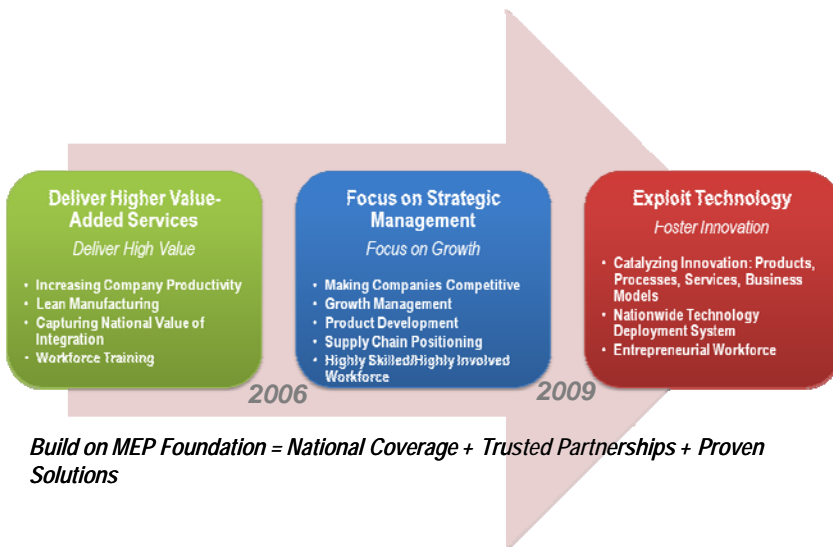 Deliver Higher Value-
Added Services
Deliver High Value
• Increasing Company Productivity
• Lean Manufacturing
• Capturing National Value of
Integration
• Workforce Training
Focus on Strategic
Management
Focus on Growth
• Making Companies Competitive
• Growth Management
• Product Development
• Supply Chain Positioning
• Highly Skilled/Highly Involved
Workforce
Exploit Technology
Foster Innovation
• Catalyzing Innovation: Products,
Processes, Services, Business
Models
• Nationwide Technology
Deployment System
• Entrepreneurial Workforce
2006
2009
Build on MEP Foundation = National Coverage + Trusted Partnerships + Proven
Solutions